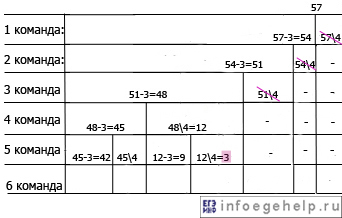 57
1 команда: 57-3=54 57\4
2 команда: 54-3=51 54\4 -
3 команда 51-3=48 51\4 - -
4 команда 48-3=45 48\4=12 - - -
5 команда 45-3=42 45\4 12-3=9 12\4=3 - - -
6 команда
ЕГЭ ИНФ infoegehelp.ru